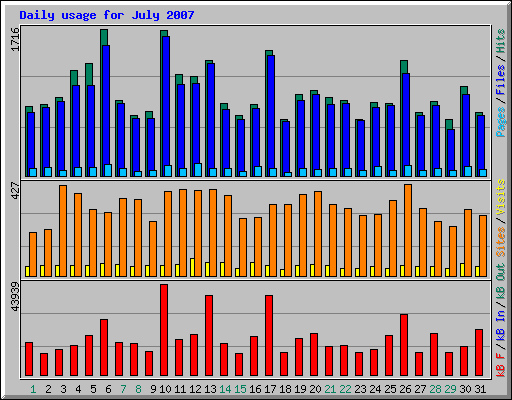 Daily usage for July 2007
1716
Pages / Files / Hits
427
Sites / Visits
43939
kB F / kB In / kB Out
1 2 3 4 5 6 7 8 9 10 11 12 13 14 15 16 17 18 19 20 21 22 23 24 25 26 27 28 29 30 31